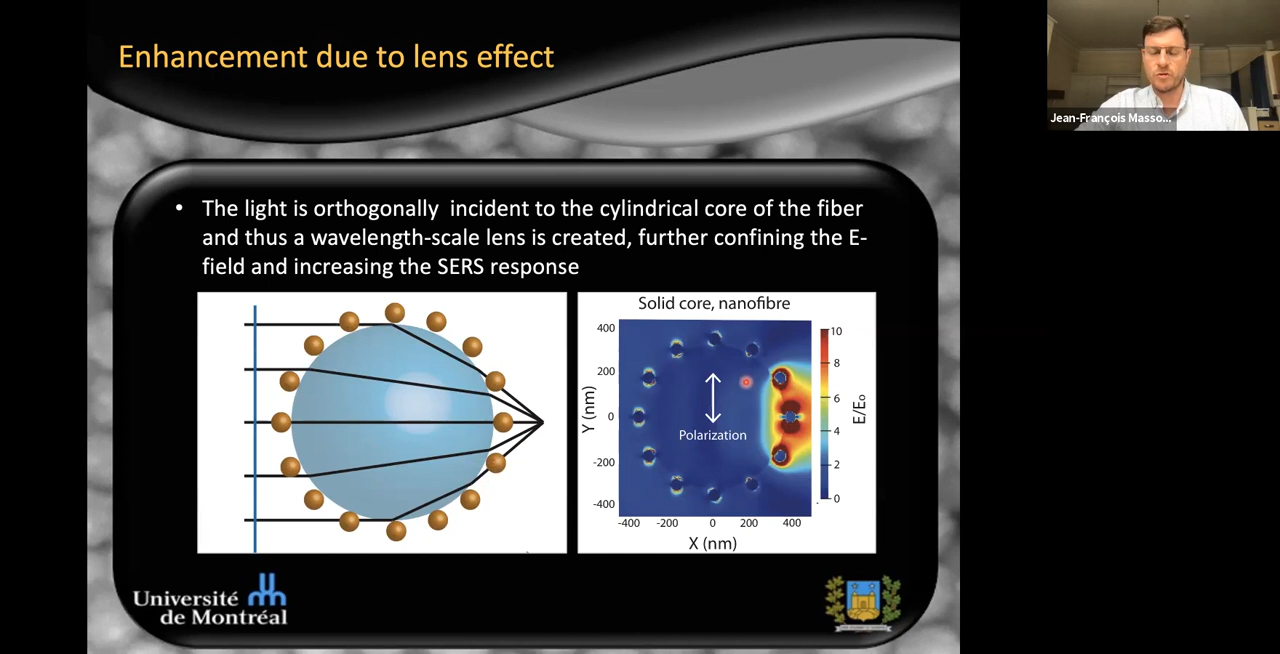 Enhancement due to lens effect
Jean-François Masso...
• The light is orthogonally incident to the cylindrical core of the fiber
and thus a wavelength-scale lens is created, further confining the E-
field and increasing the SERS response
Solid core, nanofibre
400
200
0
-200
-400
Y (nm)
Polarization
-400 -200 0 200 400
X (nm)
10
8
6
4
2
0
E/E₀
Université
de Montréal